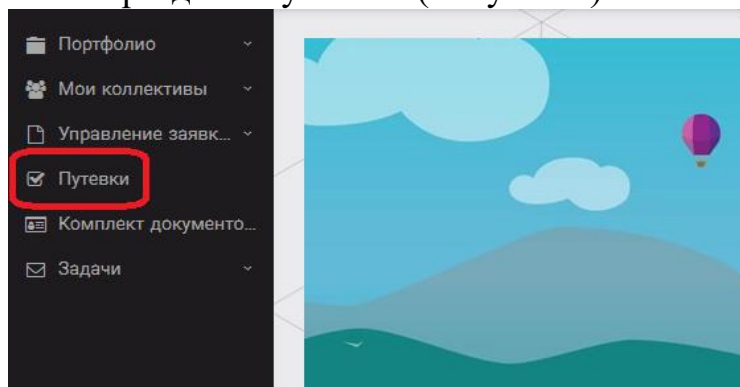 Портфолио
Мои коллективы
Управление заявк...
Путевки
Комплект документо...
Задачи